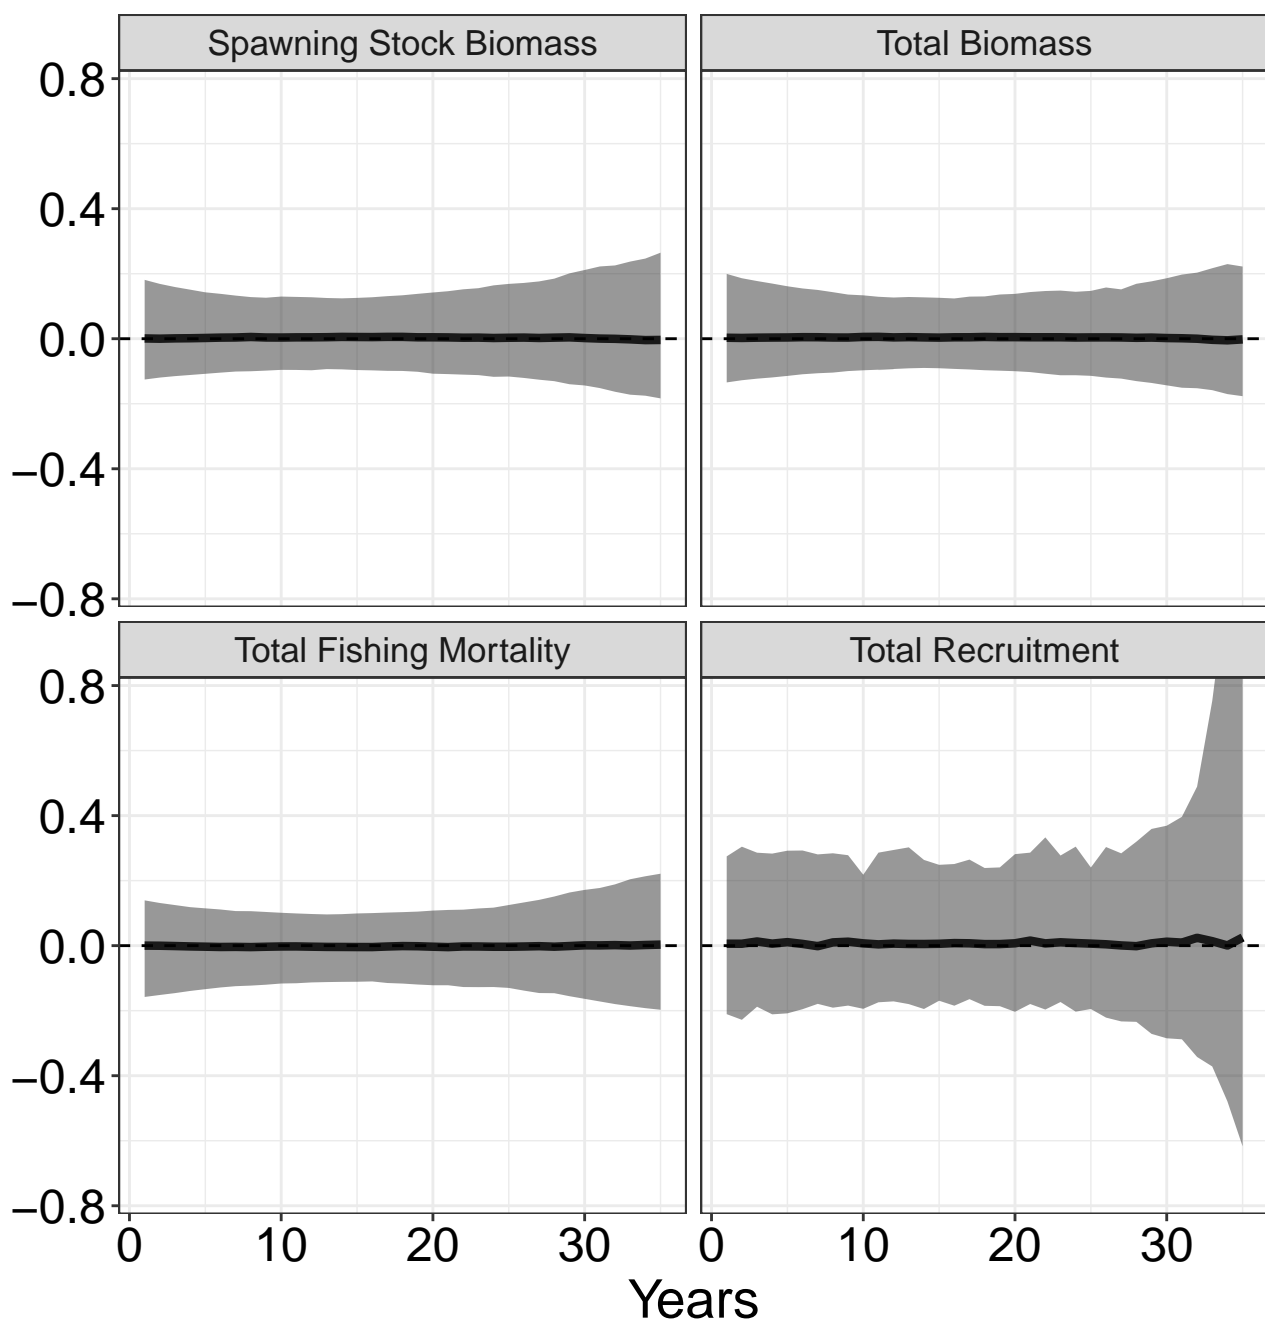 Spawning Stock Biomass
Total Biomass
0.8
0.4
0.0
−0.4
−0.8
Total Fishing Mortality
Total Recruitment
0.8
0.4
0.0
−0.4
−0.8
0 10 20 30
0 10 20 30
Years